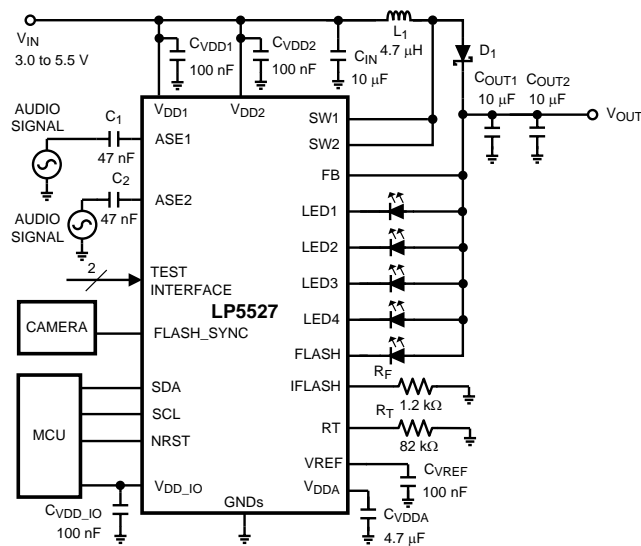 V_IN
3.0 to 5.5 V
C_VDD1
100 nF
C_VDD2
100 nF
C_IN
10 μF
L_1
4.7 μH
D_1
C_OUT1
10 μF
C_OUT2
10 μF
V_OUT
AUDIO
SIGNAL
C_1
47 nF
AUDIO
SIGNAL
C_2
47 nF
2
CAMERA
MCU
C_VDD_IO
100 nF
V_DD1
V_DD2
ASE1
ASE2
TEST
INTERFACE
LP5527
FLASH_SYNC
SDA
SCL
NRST
V_DD_IO
GNDs
SW1
SW2
FB
LED1
LED2
LED3
LED4
FLASH
IFLASH
RT
VREF
V_DDA
R_F
1.2 kΩ
R_T
82 kΩ
C_VREF
100 nF
C_VDDA
4.7 μF